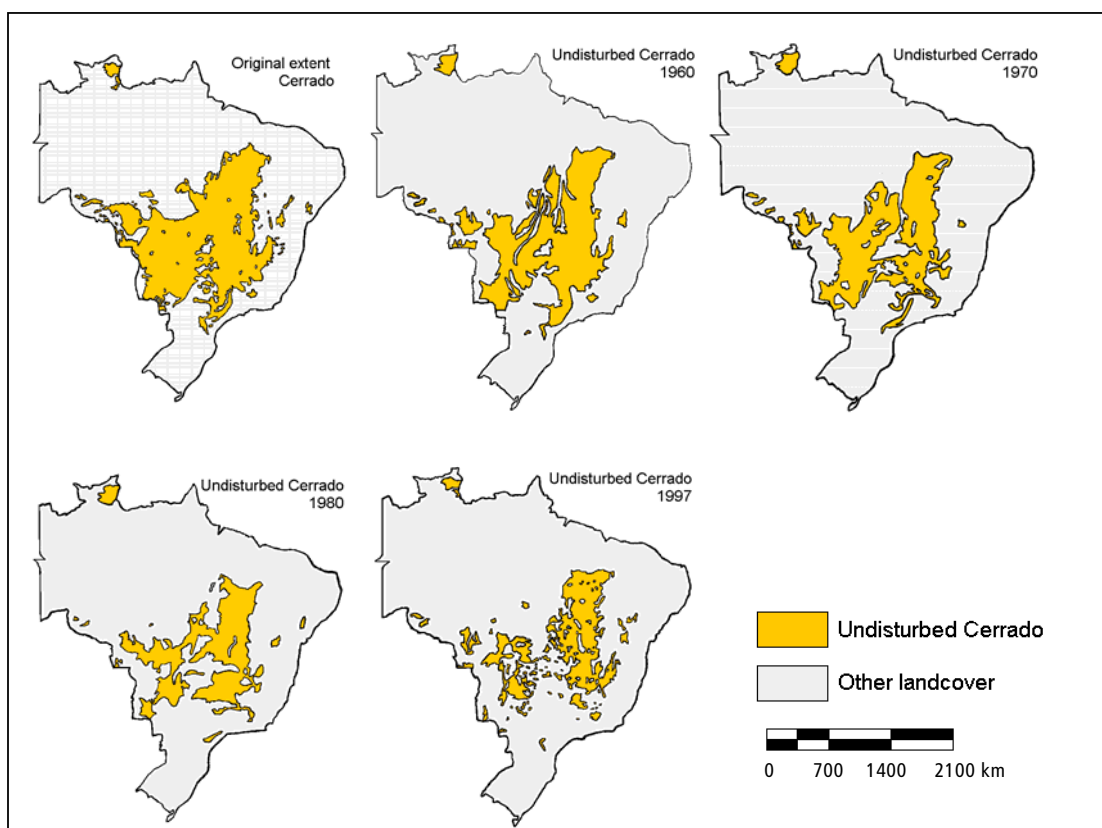 Original extent
Cerrado
Undisturbed Cerrado
1960
Undisturbed Cerrado
1970
Undisturbed Cerrado
1980
Undisturbed Cerrado
1997
Undisturbed Cerrado
Other landcover
0 700 1400 2100 km